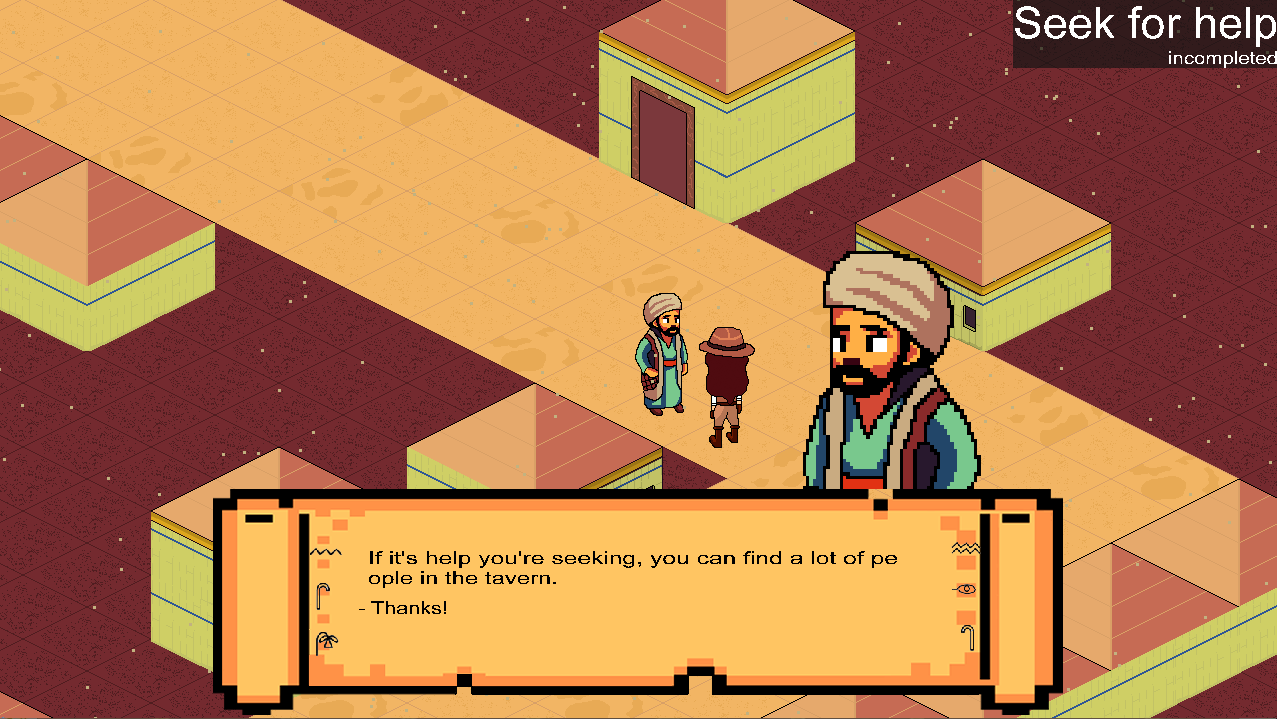 Seek for help
incompleted
If it's help you're seeking, you can find a lot of pe
ople in the tavern.
- Thanks!